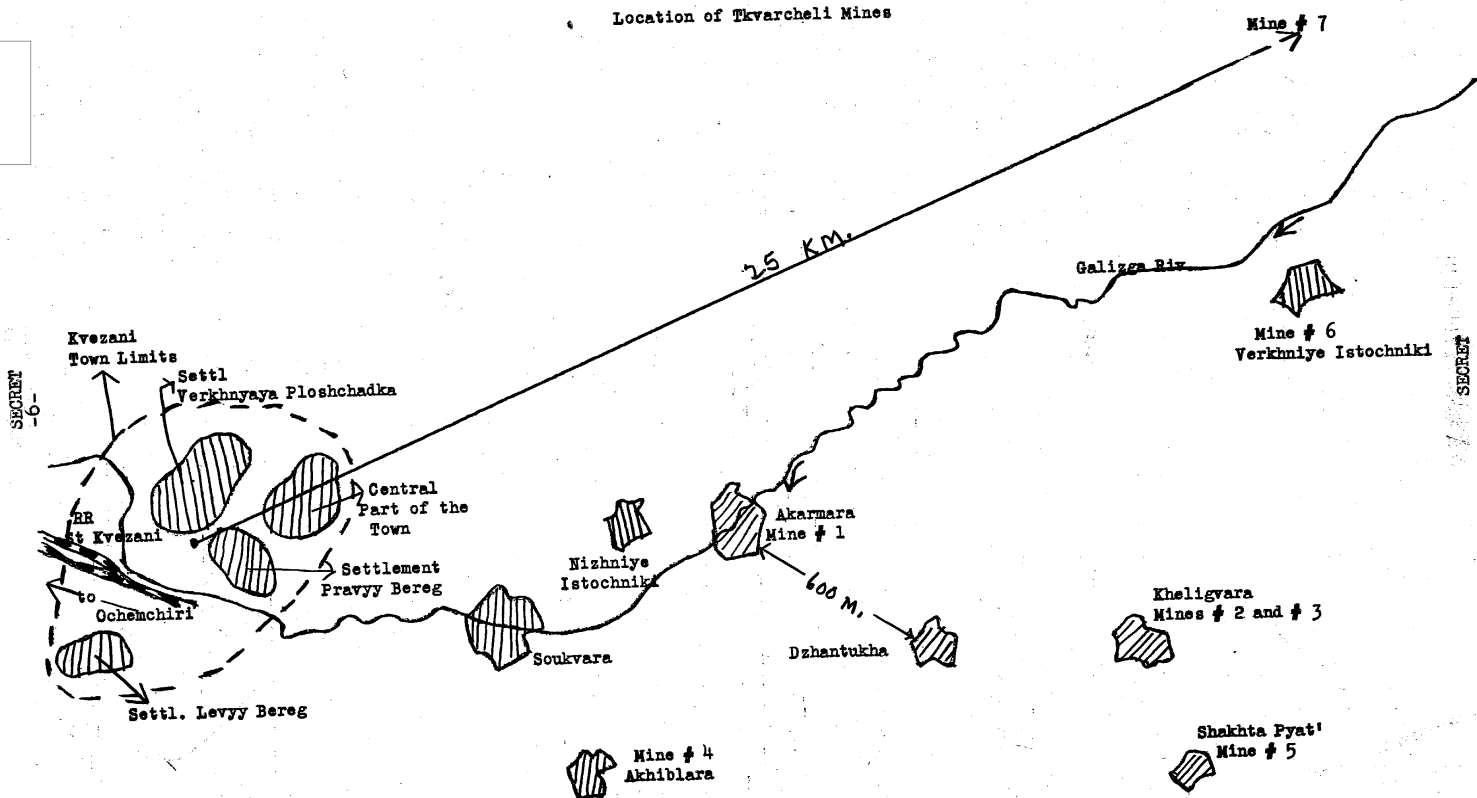 Location of Tkvarcheli Mines
Mine # 7
25 KM.
Galizga Riv.
Mine # 6
Verkhniye Istochniki
SECRET
-6-
SECRET
Kvezani
Town Limits
Settl
Verkhnyaya Ploshchadka
Central
Part of the
Town
RR
St Kvezani
Settlement
Pravyy Bereg
to
Ochemchiri
Settl. Levyy Bereg
Nizhniye
Istochniki
Akarmara
Mine # 1
600 M.
Soukvara
Dzhantukha
Kheligvara
Mines # 2 and # 3
Mine # 4
Akhiblara
Shakhta Pyat'
Mine # 5